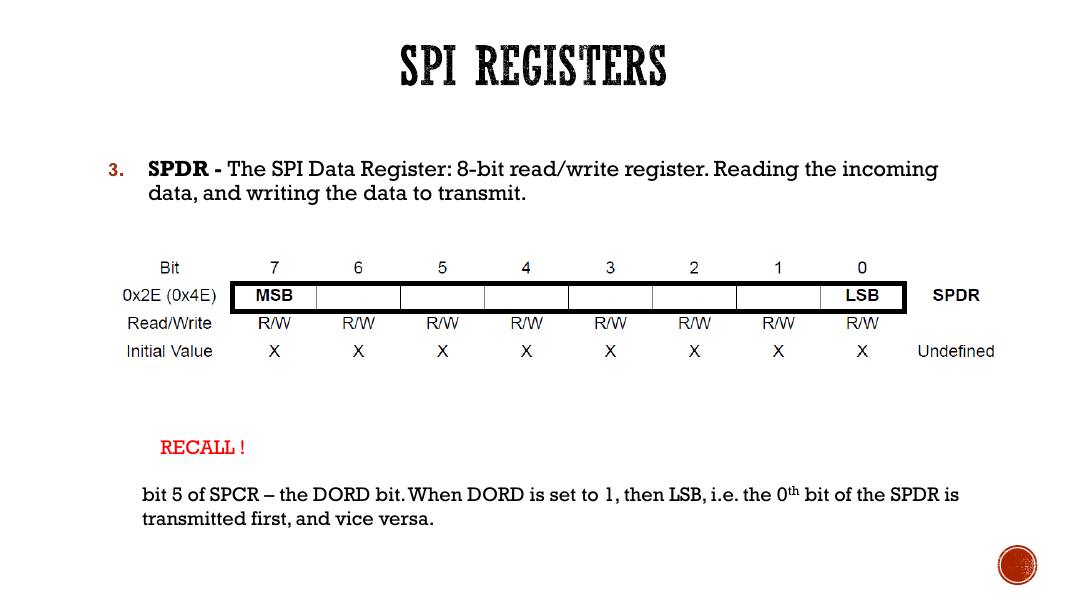 SPI REGISTERS
3. SPDR - The SPI Data Register: 8-bit read/write register. Reading the incoming
data, and writing the data to transmit.
Bit 7 6 5 4 3 2 1 0
0x2E (0x4E) MSB LSB SPDR
Read/Write R/W R/W R/W R/W R/W R/W R/W R/W
Initial Value X X X X X X X X Undefined
RECALL !
bit 5 of SPCR – the DORD bit. When DORD is set to 1, then LSB, i.e. the 0th bit of the SPDR is
transmitted first, and vice versa.